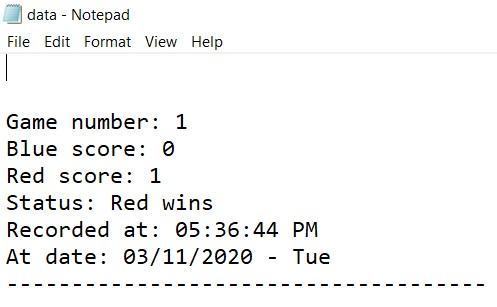 data - Notepad
File Edit Format View Help
Game number: 1
Blue score: 0
Red score: 1
Status: Red wins
Recorded at: 05:36:44 PM
At date: 03/11/2020 - Tue
-------------------------------------